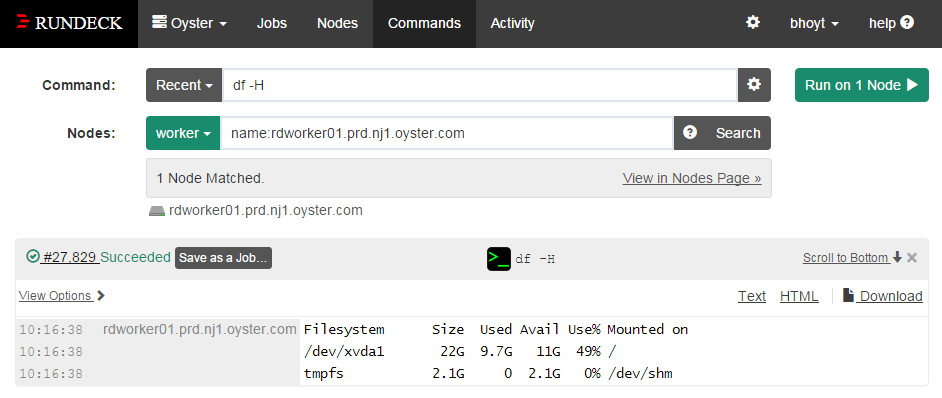 RUNDECK Oyster Jobs Nodes Commands Activity bhoyt help
Command: Recent df -H Run on 1 Node
Nodes: worker name:rdworker01.prd.nj1.oyster.com Search
1 Node Matched. View in Nodes Page »
rdworker01.prd.nj1.oyster.com
#27,829 Succeeded Save as a Job... >_ df -H Scroll to Bottom
View Options Text HTML Download
10:16:38 rdworker01.prd.nj1.oyster.com Filesystem Size Used Avail Use% Mounted on
10:16:38 /dev/xvda1 22G 9.7G 11G 49% /
10:16:38 tmpfs 2.1G 0 2.1G 0% /dev/shm